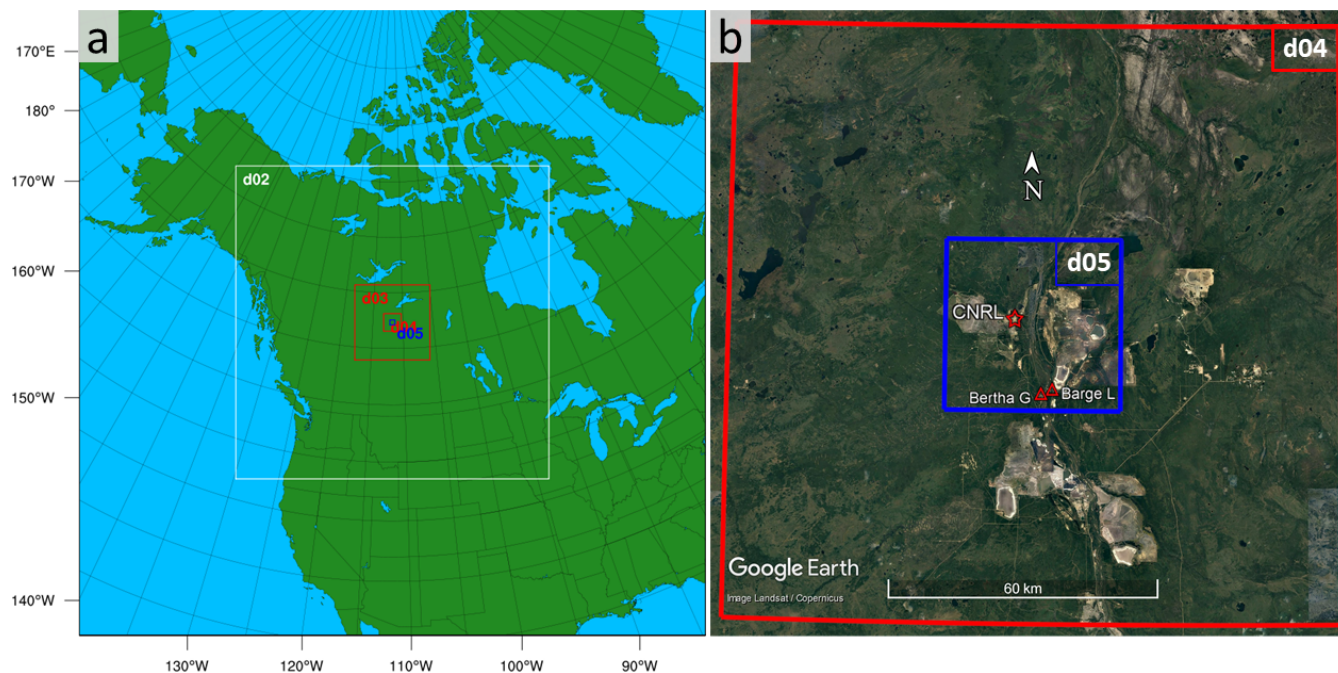 a
170°E
180°
170°W
160°W
150°W
140°W
130°W
120°W
110°W
100°W
90°W
d02
d03
d04
d05
b
d04
N
d05
CNRL
Bertha G
Barge L
Google Earth
Image Landsat / Copernicus
60 km